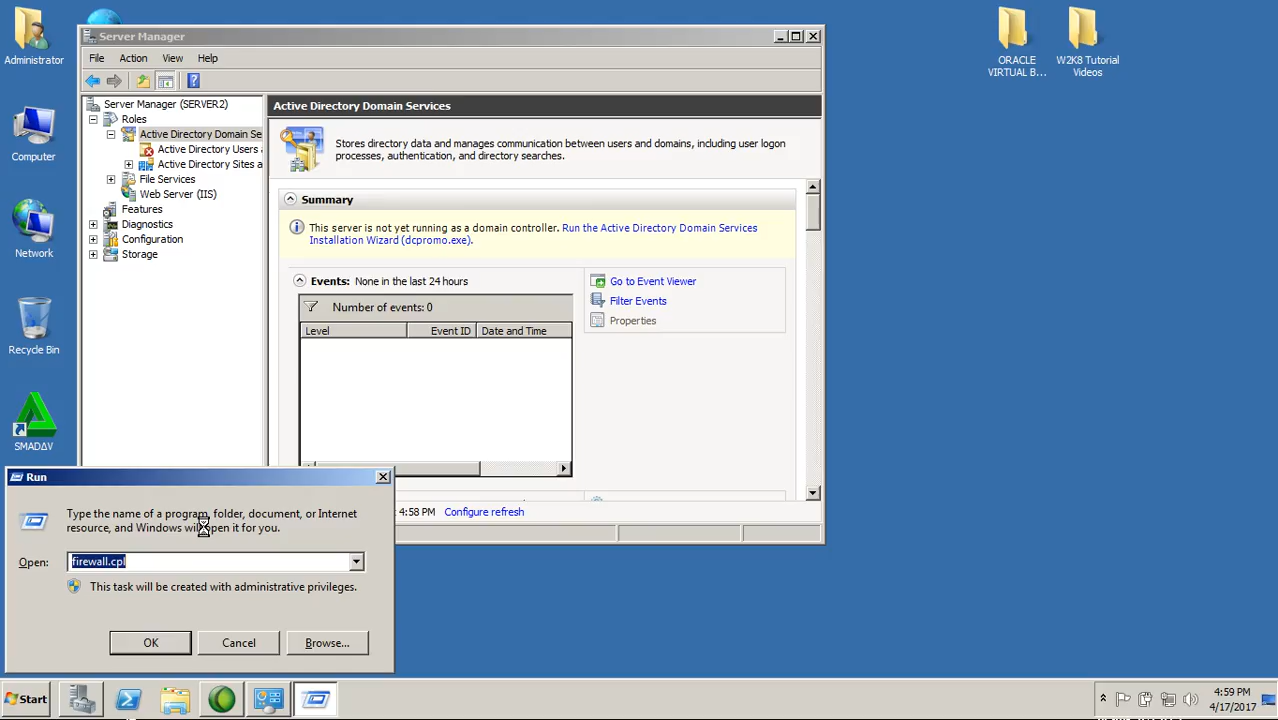 Administrator
Computer
Network
Recycle Bin
SMADΔV
ORACLE
VIRTUAL B...
W2K8 Tutorial
Videos
Server Manager
File Action View Help
Server Manager (SERVER2)
Roles
Active Directory Domain Se
Active Directory Users
Active Directory Sites a
File Services
Web Server (IIS)
Features
Diagnostics
Configuration
Storage
Active Directory Domain Services
Stores directory data and manages communication between users and domains, including user logon
processes, authentication, and directory searches.
Summary
This server is not yet running as a domain controller. Run the Active Directory Domain Services
Installation Wizard (dcpromo.exe).
Events: None in the last 24 hours
Number of events: 0
Level Event ID Date and Time
Go to Event Viewer
Filter Events
Properties
4:58 PM Configure refresh
Run
Type the name of a program, folder, document, or Internet
resource, and Windows will open it for you.
Open: firewall.cpl
This task will be created with administrative privileges.
OK Cancel Browse...
Start
4:59 PM
4/17/2017